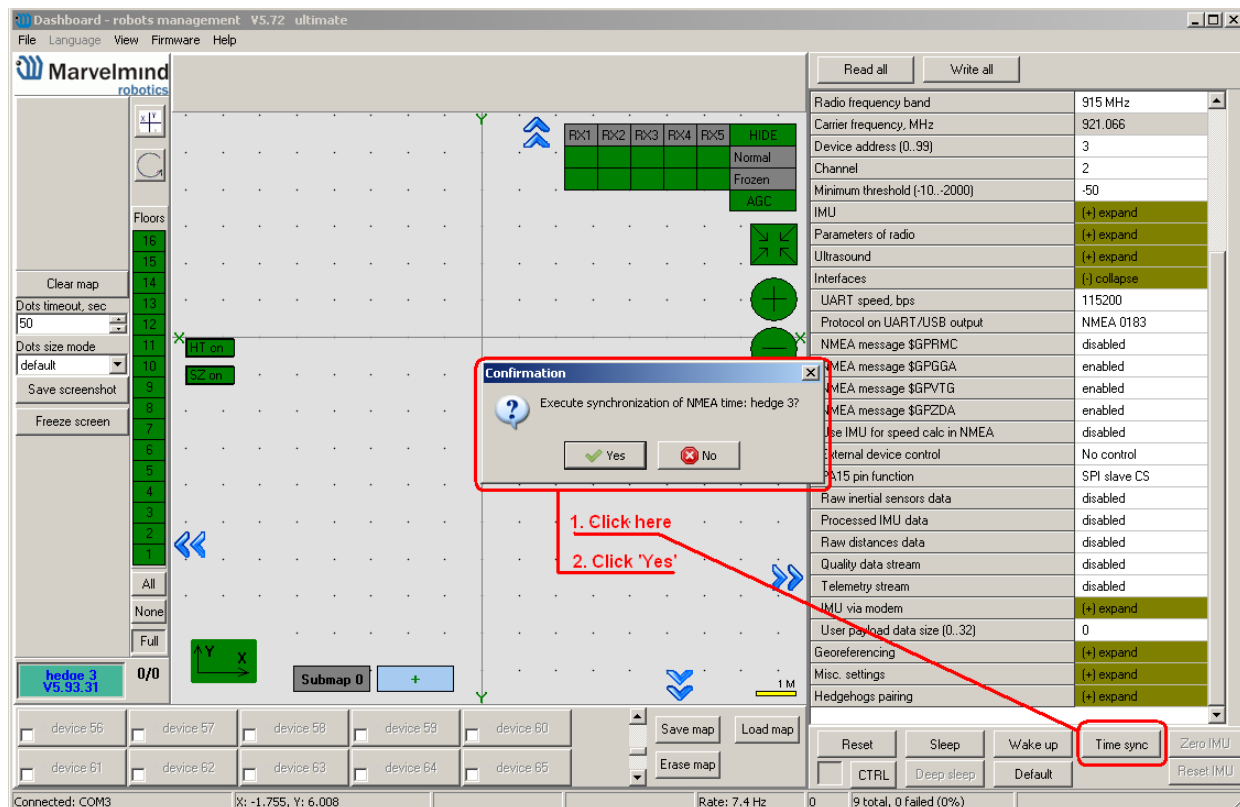 Dashboard - robots management V5.72 ultimate
File Language View Firmware Help
Marvelmind
robotics
Read all Write all
x y
RX1 RX2 RX3 RX4 RX5 HIDE
Normal
Frozen
AGC
Floors
16
15
14
13
12
11
10
9
8
7
6
5
4
3
2
1
All
None
Full
Clear map
Dots timeout, sec
50
Dots size mode
default
Save screenshot
Freeze screen
Y
X X
HT on
SZ on
Y
Confirmation
Execute synchronization of NMEA time: hedge 3?
Yes No
1. Click here
2. Click 'Yes'
Y X
Submap 0 +
1 M
hedge 3
V5.93.31
0/0
Radio frequency band 915 MHz
Carrier frequency, MHz 921.066
Device address (0..99) 3
Channel 2
Minimum threshold (-10..-2000) -50
IMU (+) expand
Parameters of radio (+) expand
Ultrasound (+) expand
Interfaces (-) collapse
UART speed, bps 115200
Protocol on UART/USB output NMEA 0183
NMEA message $GPRMC disabled
NMEA message $GPGGA enabled
NMEA message $GPVTG enabled
NMEA message $GPZDA enabled
Use IMU for speed calc in NMEA disabled
External device control No control
PA15 pin function SPI slave CS
Raw inertial sensors data disabled
Processed IMU data disabled
Raw distances data disabled
Quality data stream disabled
Telemetry stream disabled
IMU via modem (+) expand
User payload data size (0..32) 0
Georeferencing (+) expand
Misc. settings (+) expand
Hedgehogs pairing (+) expand
device 56 device 57 device 58 device 59 device 60
device 61 device 62 device 63 device 64 device 65
Save map Load map
Erase map
Reset Sleep Wake up Time sync Zero IMU
CTRL Deep sleep Default Reset IMU
Connected: COM3 X: -1.755, Y: 6.008 Rate: 7.4 Hz 0 9 total, 0 failed (0%)